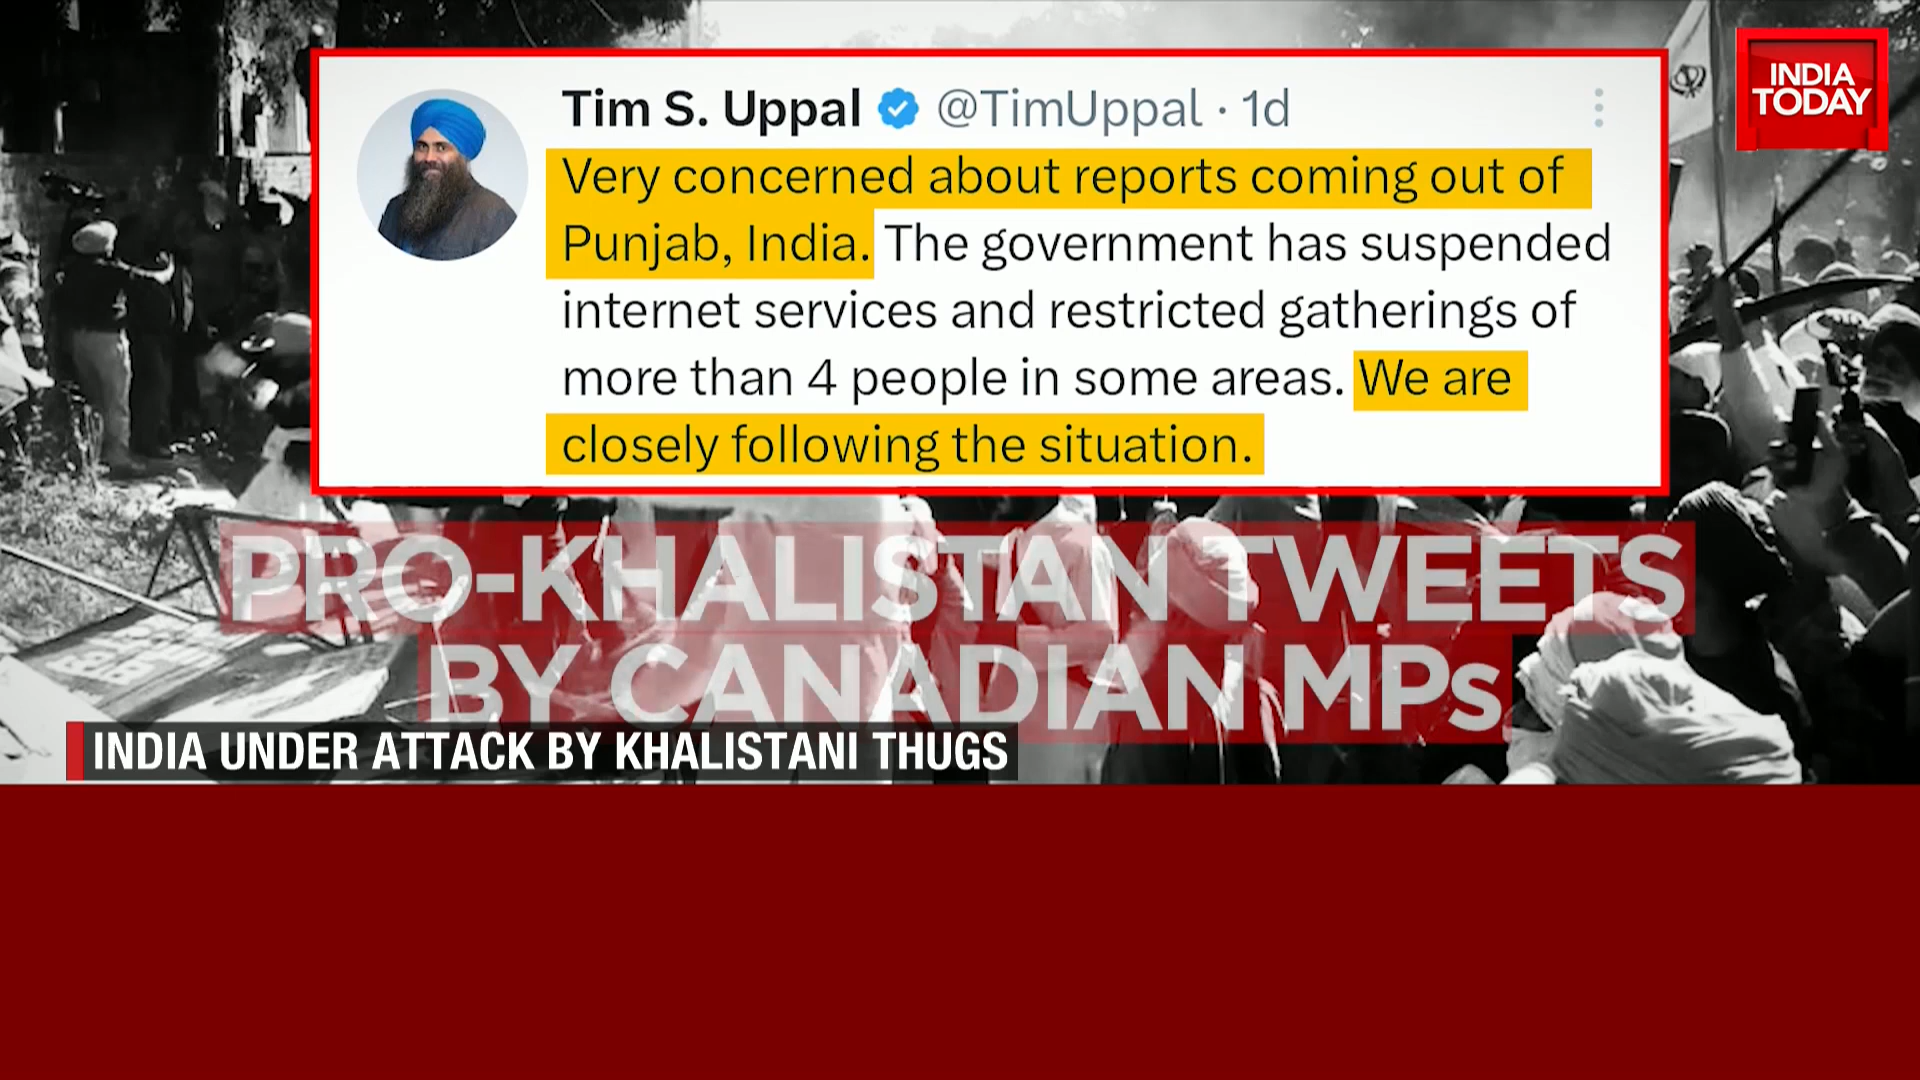 Tim S. Uppal @TimUppal · 1d
Very concerned about reports coming out of
Punjab, India. The government has suspended
internet services and restricted gatherings of
more than 4 people in some areas. We are
closely following the situation.
INDIA
TODAY
PRO-KHALISTAN TWEETS
BY CANADIAN MPs
INDIA UNDER ATTACK BY KHALISTANI THUGS